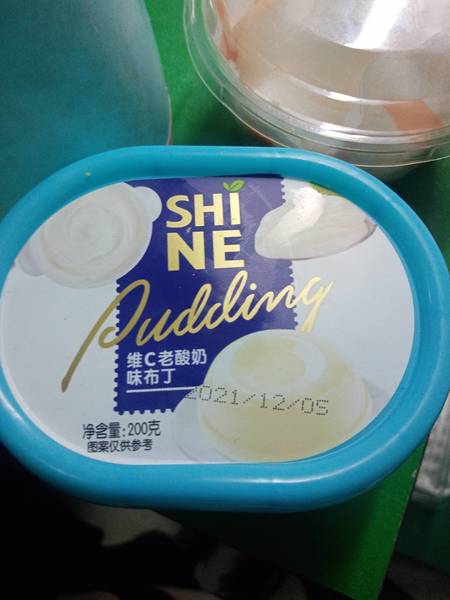 SHI
NE
Pudding
维C老酸奶
味布丁
2021/12/05
净含量:200克
图案仅供参考